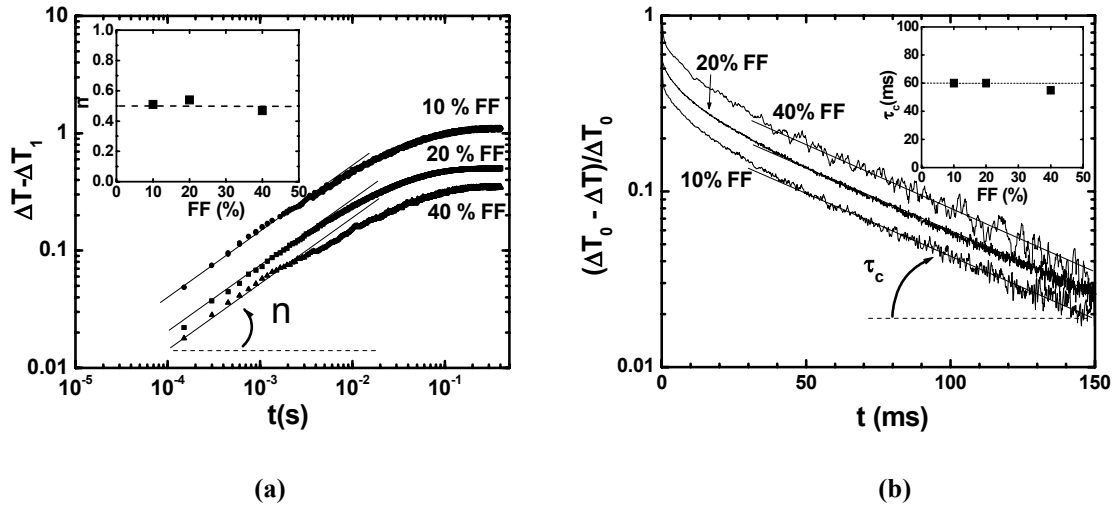 10
1
0.1
0.01
ΔT-ΔT₁
10⁻⁵
10⁻⁴
10⁻³
10⁻²
10⁻¹
10⁰
t(s)
10 % FF
20 % FF
40 % FF
n
1.0
0.8
0.6
0.4
0.2
0.0
n
0 10 20 30 40 50
FF (%)
(a)
1
0.1
0.01
(ΔT₀ - ΔT)/ΔT₀
0 50 100 150
t (ms)
20% FF
40% FF
10% FF
τc
100
80
60
40
20
0
τc(ms)
0 10 20 30 40 50
FF (%)
(b)